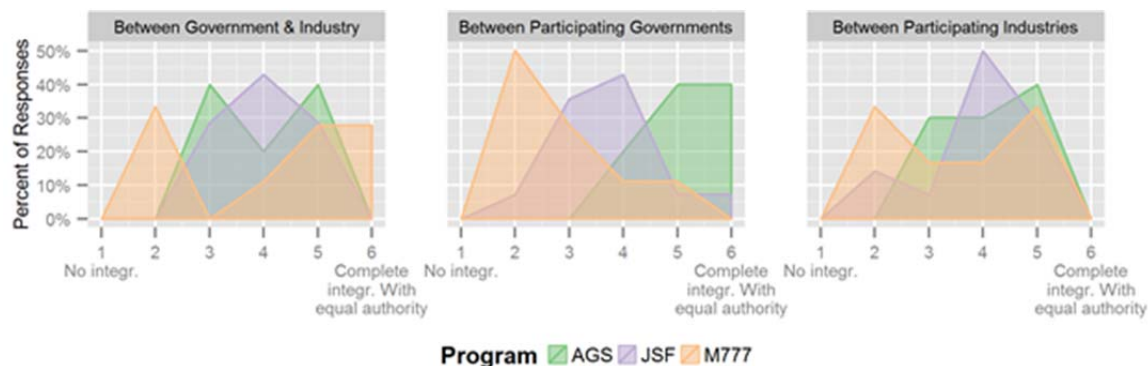 Between Government & Industry
Between Participating Governments
Between Participating Industries
Percent of Responses
50%
40%
30%
20%
10%
0%
1 2 3 4 5 6
No integr.
Complete
integr. With
equal authority
1 2 3 4 5 6
No integr.
Complete
integr. With
equal authority
1 2 3 4 5 6
No integr.
Complete
integr. With
equal authority
Program AGS JSF M777